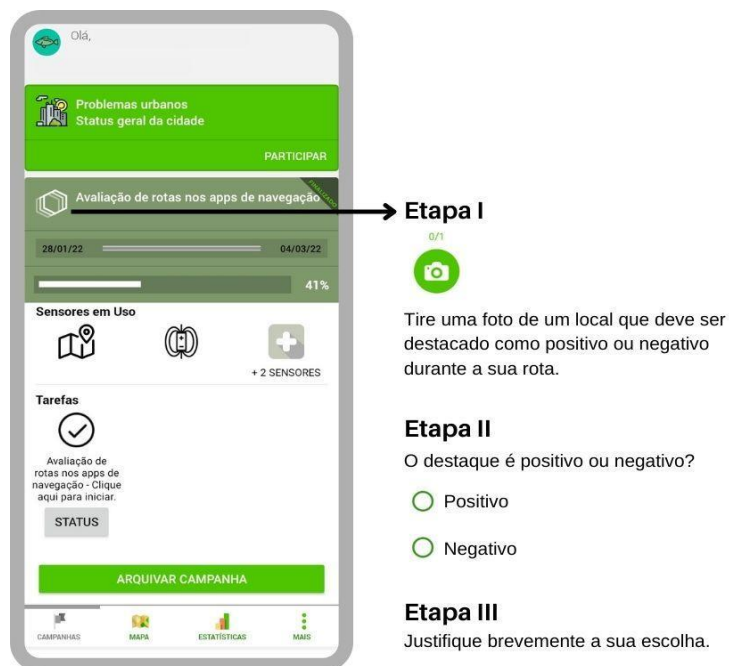 Olá,
Problemas urbanos
Status geral da cidade
PARTICIPAR
Avaliação de rotas nos apps de navegação
FINALIZADO
28/01/22
04/03/22
41%
Sensores em Uso
+ 2 SENSORES
Tarefas
Avaliação de
rotas nos apps de
navegação - Clique
aqui para iniciar.
STATUS
ARQUIVAR CAMPANHA
CAMPANHAS
MAPA
ESTATÍSTICAS
MAIS
Etapa I
0/1
Tire uma foto de um local que deve ser
destacado como positivo ou negativo
durante a sua rota.
Etapa II
O destaque é positivo ou negativo?
Positivo
Negativo
Etapa III
Justifique brevemente a sua escolha.